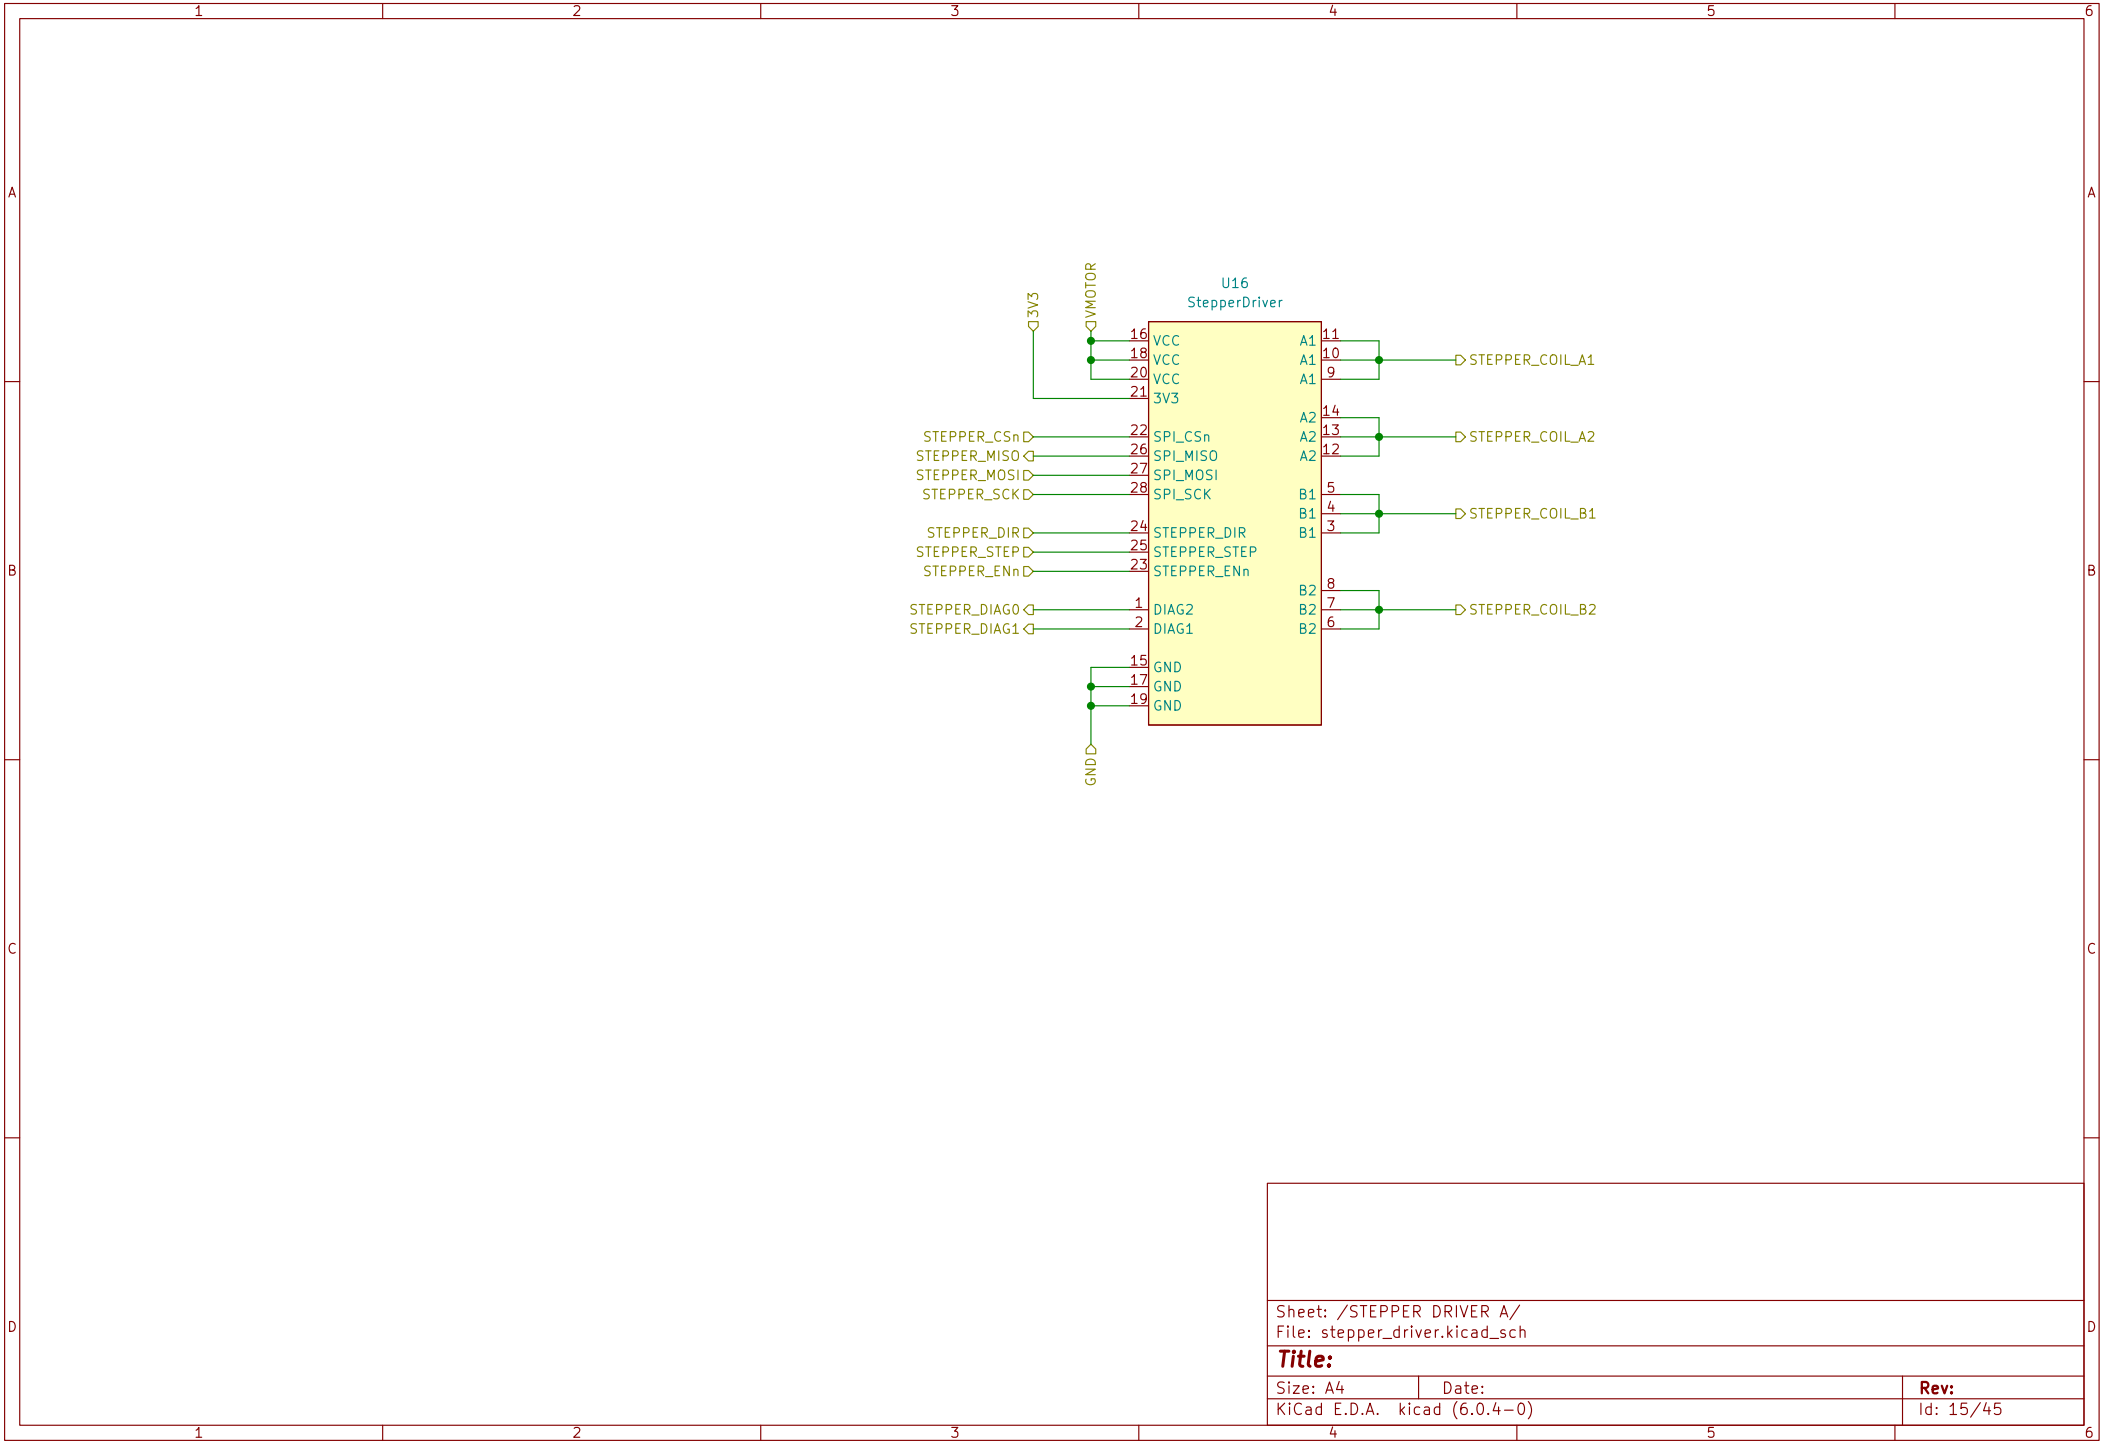 1 2 3 4 5 6
A A
B B
C C
D D
VMOTOR
3V3
U16
StepperDriver
16 VCC A1 11
18 VCC A1 10 STEPPER_COIL_A1
20 VCC A1 9
21 3V3
A2 14
STEPPER_CSn 22 SPI_CSn A2 13 STEPPER_COIL_A2
STEPPER_MISO 26 SPI_MISO A2 12
STEPPER_MOSI 27 SPI_MOSI
STEPPER_SCK 28 SPI_SCK B1 5
B1 4 STEPPER_COIL_B1
STEPPER_DIR 24 STEPPER_DIR B1 3
STEPPER_STEP 25 STEPPER_STEP
STEPPER_ENn 23 STEPPER_ENn
B2 8
STEPPER_DIAG0 1 DIAG2 B2 7 STEPPER_COIL_B2
STEPPER_DIAG1 2 DIAG1 B2 6
15 GND
17 GND
19 GND
GND
Sheet: /STEPPER DRIVER A/
File: stepper_driver.kicad_sch
Title:
Size: A4 Date: Rev:
KiCad E.D.A. kicad (6.0.4-0) Id: 15/45
1 2 3 4 5 6